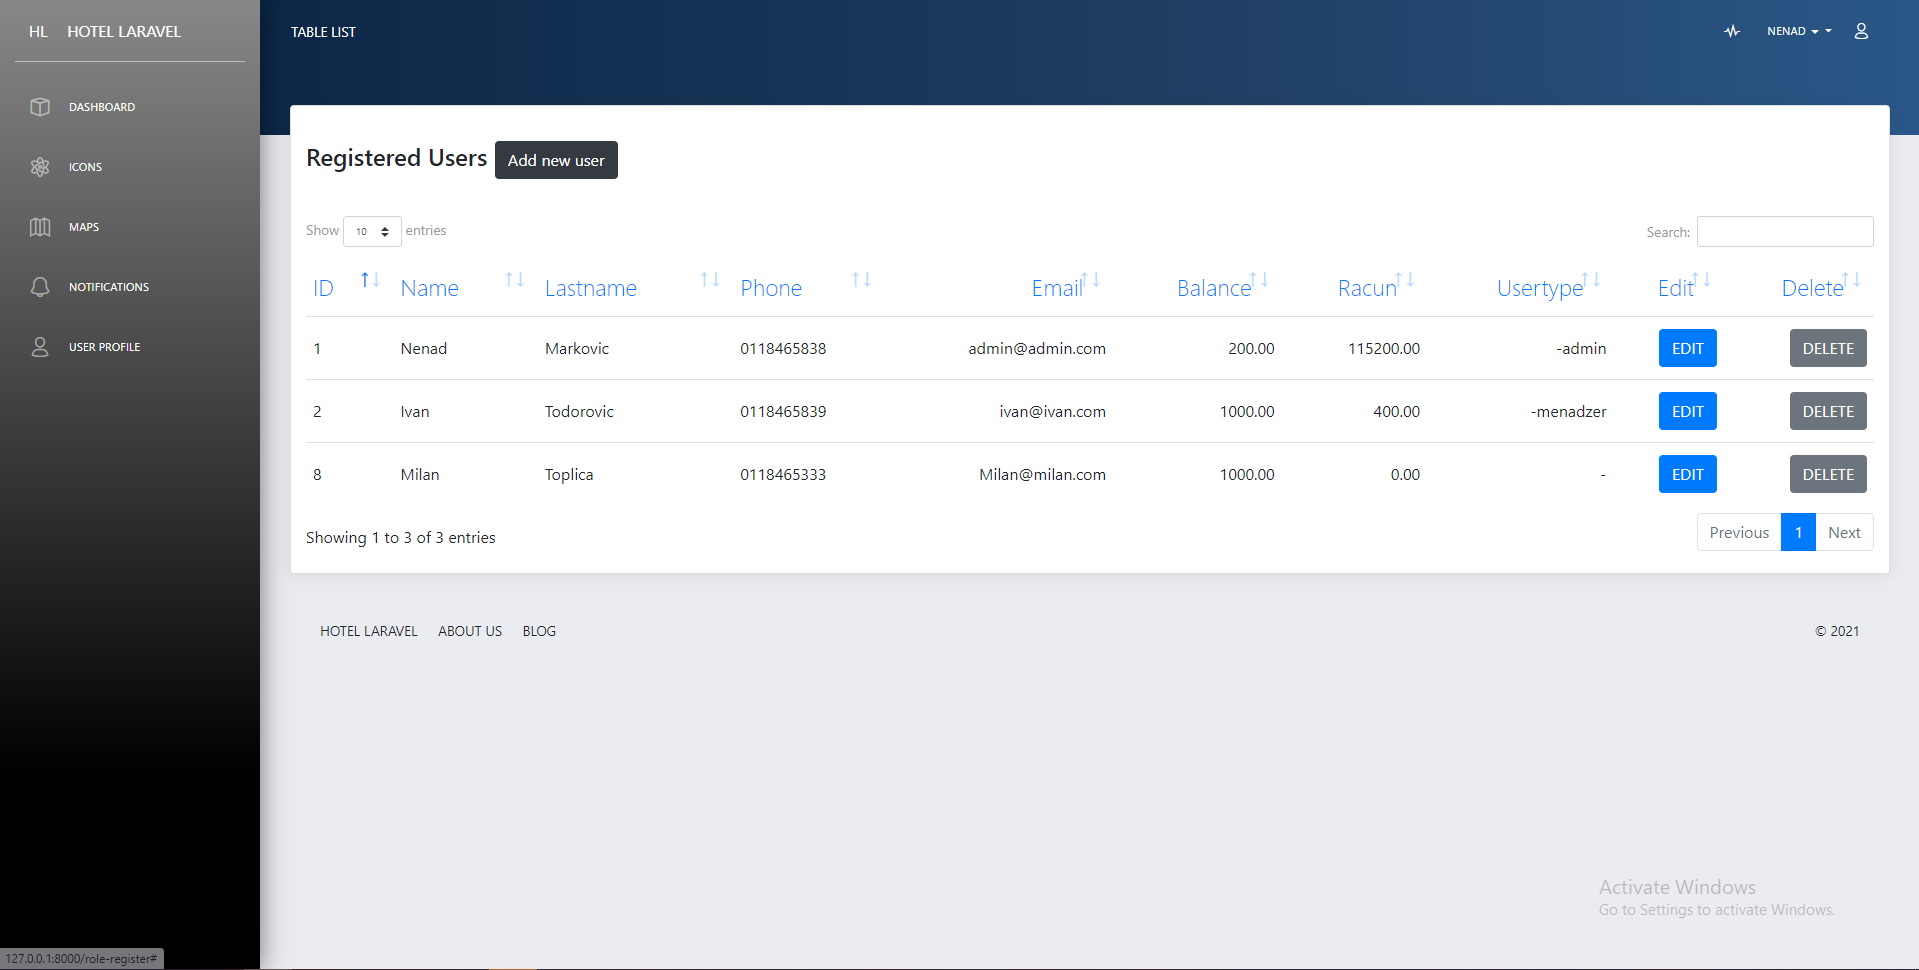 HL HOTEL LARAVEL
DASHBOARD
ICONS
MAPS
NOTIFICATIONS
USER PROFILE
TABLE LIST
NENAD
Registered Users Add new user
Show 10 entries
Search:
ID Name Lastname Phone Email Balance Racun Usertype Edit Delete
1 Nenad Markovic 0118465838 admin@admin.com 200.00 115200.00 -admin EDIT DELETE
2 Ivan Todorovic 0118465839 ivan@ivan.com 1000.00 400.00 -menadzer EDIT DELETE
8 Milan Toplica 0118465333 Milan@milan.com 1000.00 0.00 - EDIT DELETE
Showing 1 to 3 of 3 entries
Previous 1 Next
HOTEL LARAVEL ABOUT US BLOG
© 2021
Activate Windows
Go to Settings to activate Windows.
127.0.0.1:8000/role-register#